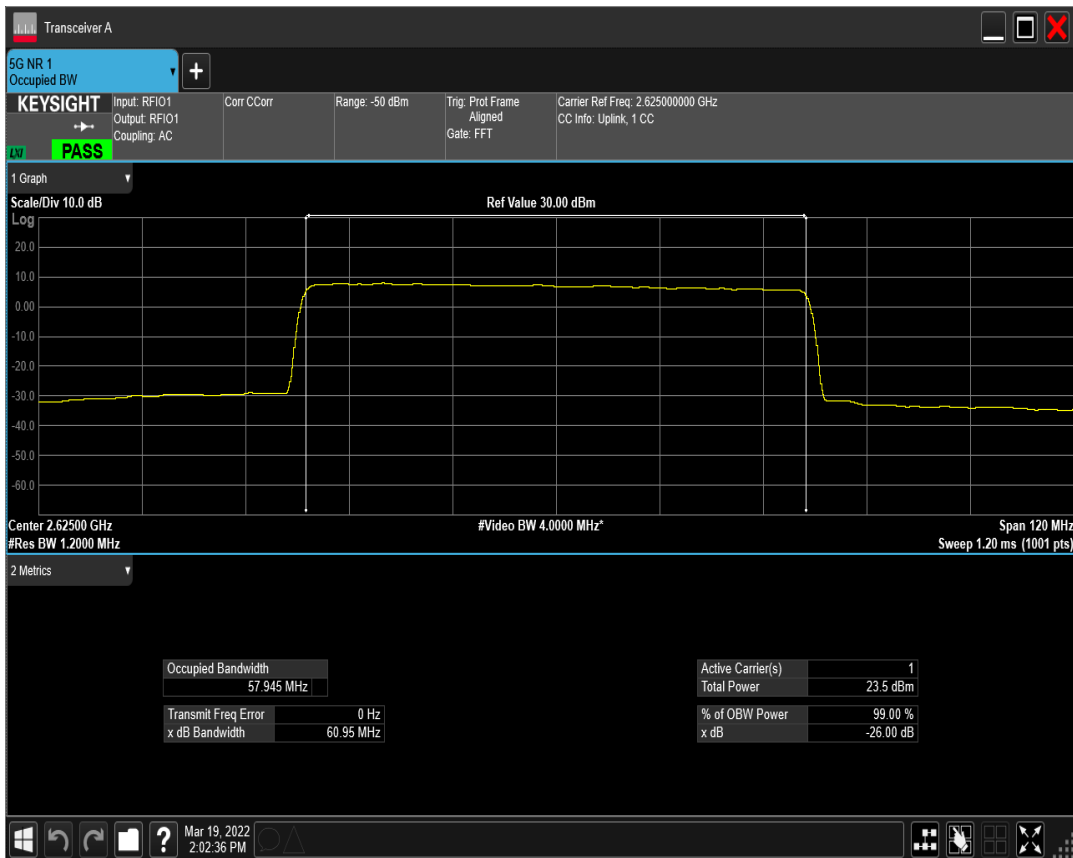 Transceiver A
5G NR 1
Occupied BW
+
KEYSIGHT
LXI
PASS
Input: RFIO1
Output: RFIO1
Coupling: AC
Corr CCorr
Range: -50 dBm
Trig: Prot Frame
Aligned
Gate: FFT
Carrier Ref Freq: 2.625000000 GHz
CC Info: Uplink, 1 CC
1 Graph
Scale/Div 10.0 dB
Ref Value 30.00 dBm
Log
20.0
10.0
0.00
-10.0
-20.0
-30.0
-40.0
-50.0
-60.0
Center 2.62500 GHz
#Video BW 4.0000 MHz*
Span 120 MHz
#Res BW 1.2000 MHz
Sweep 1.20 ms (1001 pts)
2 Metrics
Occupied Bandwidth
57.945 MHz
Transmit Freq Error 0 Hz
x dB Bandwidth 60.95 MHz
Active Carrier(s) 1
Total Power 23.5 dBm
% of OBW Power 99.00 %
x dB -26.00 dB
?
Mar 19, 2022
2:02:36 PM